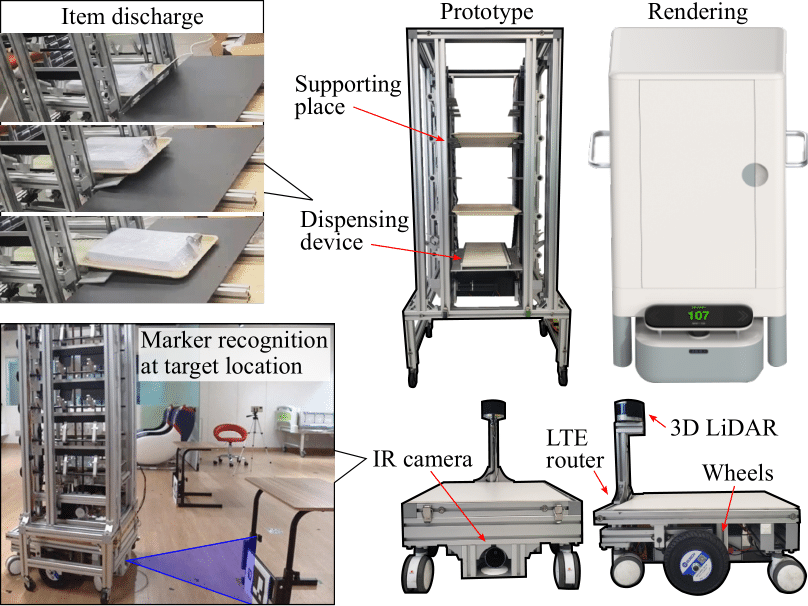 Item discharge
Prototype
Rendering
Supporting
place
Dispensing
device
107
Marker recognition
at target location
IR camera
LTE
router
3D LiDAR
Wheels